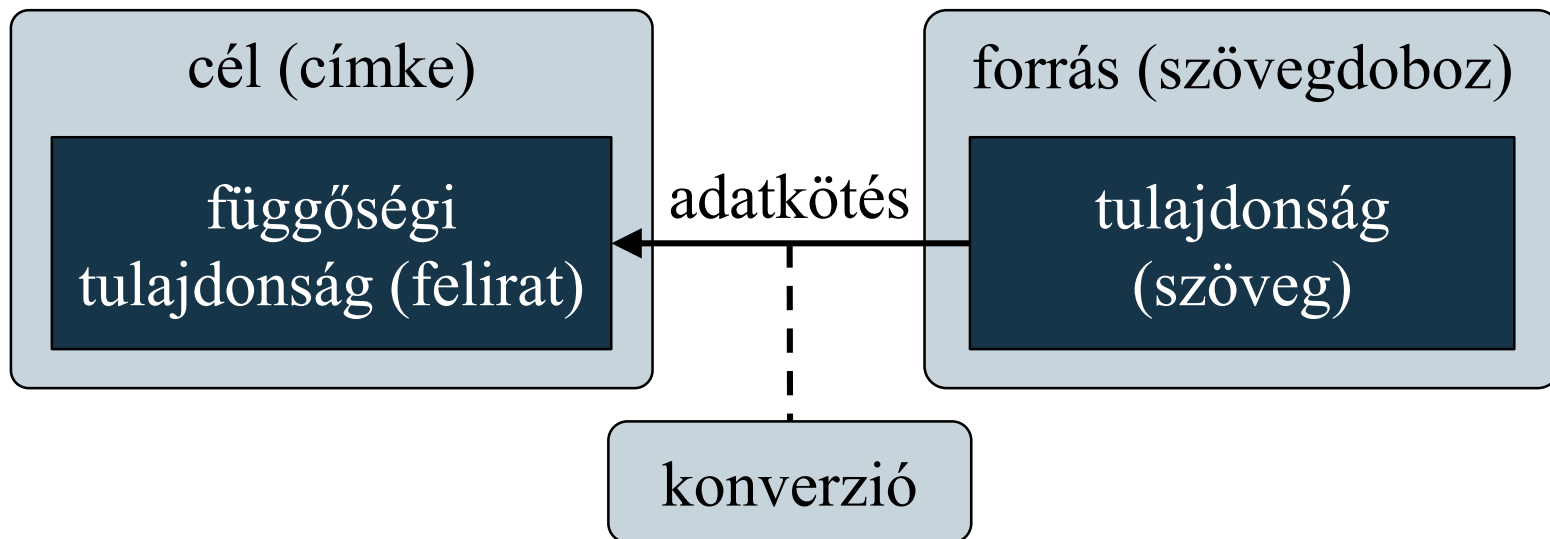 cél (címke)
függőségi
tulajdonság (felirat)
adatkötés
forrás (szövegdoboz)
tulajdonság
(szöveg)
konverzió